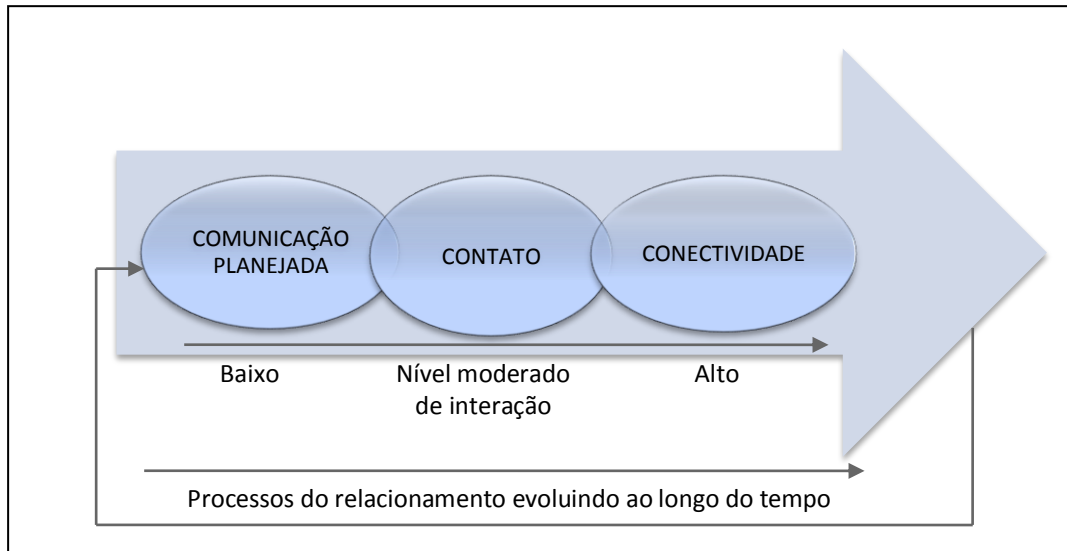 COMUNICAÇÃO
PLANEJADA
CONTATO
CONECTIVIDADE
Baixo
Nível moderado
de interação
Alto
Processos do relacionamento evoluindo ao longo do tempo